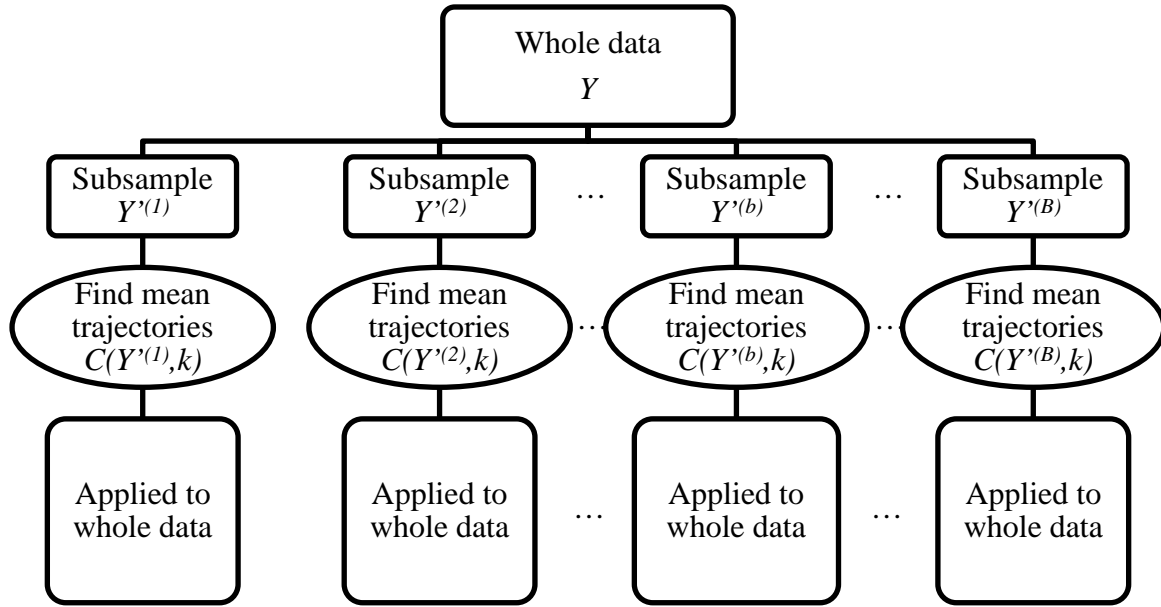 Whole data
Y
Subsample
Y’(1)
Subsample
Y’(2)
...
Subsample
Y’(b)
...
Subsample
Y’(B)
Find mean
trajectories
C(Y’(1),k)
Find mean
trajectories
C(Y’(2),k)
...
Find mean
trajectories
C(Y’(b),k)
...
Find mean
trajectories
C(Y’(B),k)
Applied to
whole data
Applied to
whole data
...
Applied to
whole data
...
Applied to
whole data